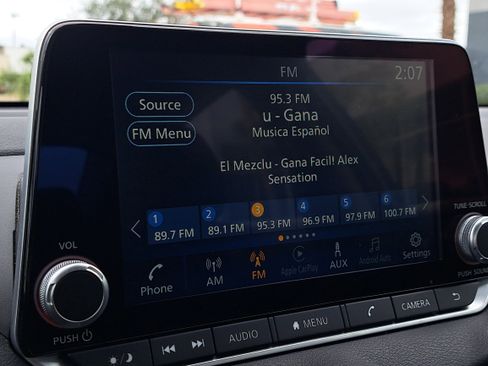 FM
2:07
Source
FM Menu
95.3 FM
u - Gana
Musica Español
El Mezclu - Gana Facil! Alex
Sensation
1 2 3 4 5 6
89.7 FM 89.1 FM 95.3 FM 96.9 FM 97.9 FM 100.7 FM
Phone AM FM Apple CarPlay AUX Android Auto Settings
VOL
TUNE·SCROLL
PUSH
PUSH SOUND
AUDIO MENU CAMERA